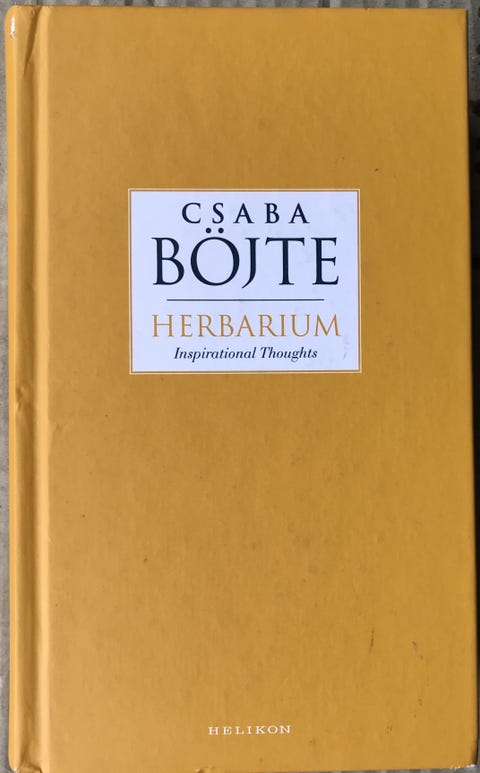 CSABA
BÖJTE
HERBARIUM
Inspirational Thoughts
HELIKON